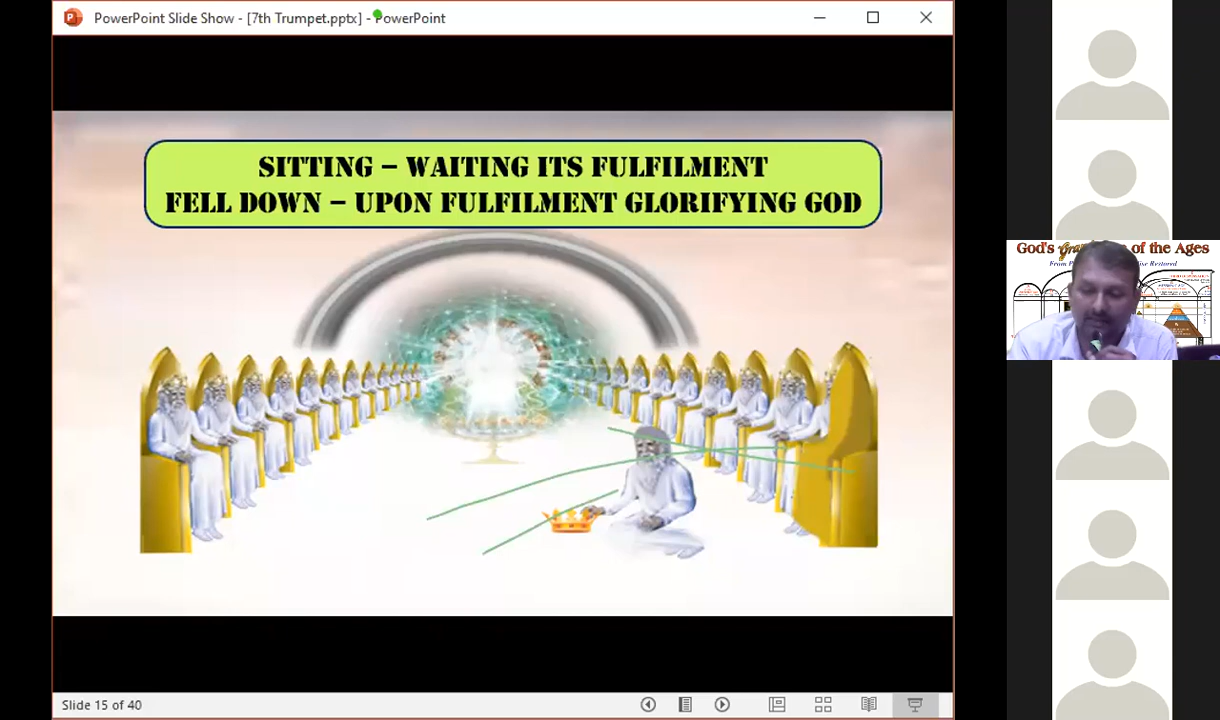 PowerPoint Slide Show - [7th Trumpet.pptx] - PowerPoint
SITTING – WAITING ITS FULFILMENT
FELL DOWN – UPON FULFILMENT GLORIFYING GOD
God's of the Ages
Restored
Slide 15 of 40